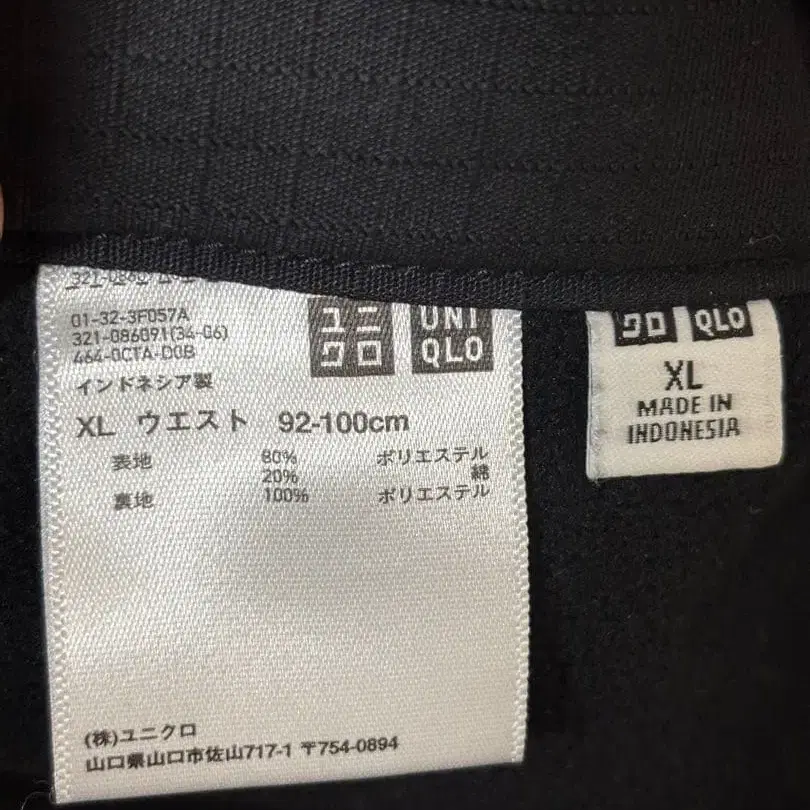 01-32-3F057A
321-086091(34-06)
464-0CTA-D0B
ユニ
クロ
UNI
QLO
インドネシア製
XL ウエスト 92-100cm
表地 80% ポリエステル
20% 綿
裏地 100% ポリエステル
(株)ユニクロ
山口県山口市佐山717-1 〒754-0894
クロ QLO
XL
MADE IN
INDONESIA